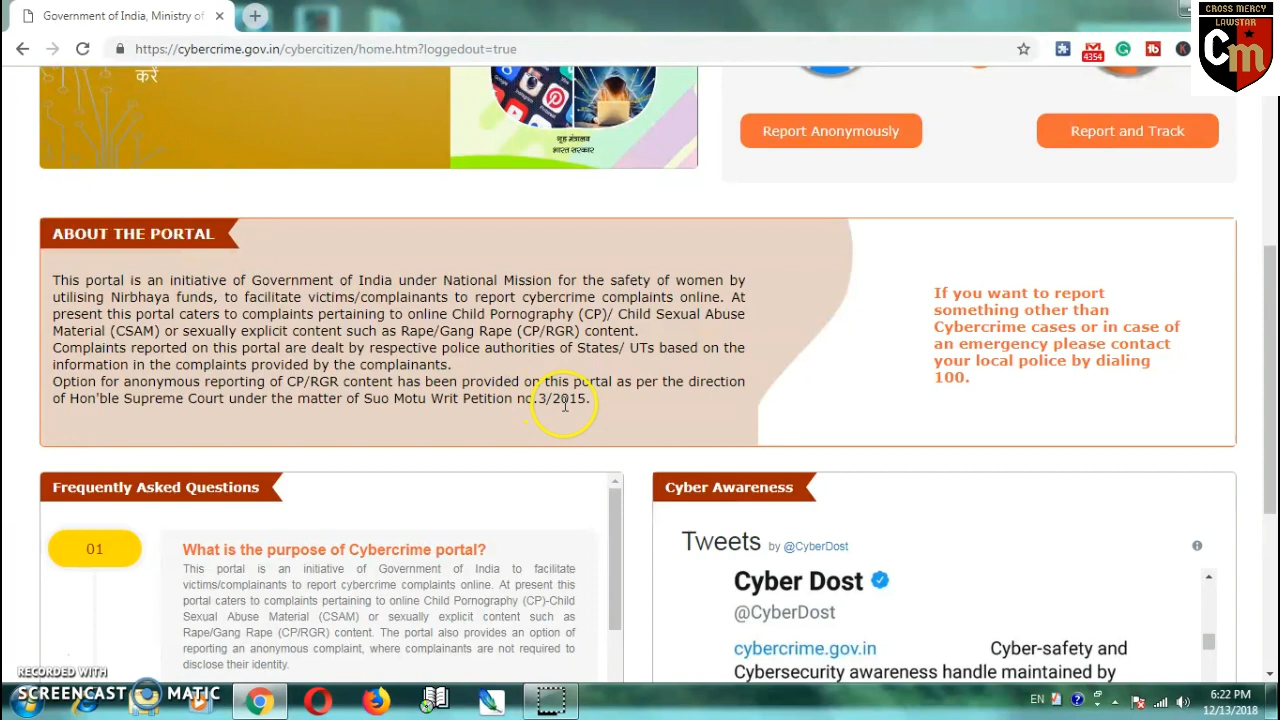 Government of India, Ministry of
CROSS MERCY
LAWSTAR
Cm
https://cybercrime.gov.in/cybercitizen/home.htm?loggedout=true
4354
K
करें
गृह मंत्रालय
भारत सरकार
Report Anonymously
Report and Track
ABOUT THE PORTAL
This portal is an initiative of Government of India under National Mission for the safety of women by
utilising Nirbhaya funds, to facilitate victims/complainants to report cybercrime complaints online. At
present this portal caters to complaints pertaining to online Child Pornography (CP)/ Child Sexual Abuse
Material (CSAM) or sexually explicit content such as Rape/Gang Rape (CP/RGR) content.
Complaints reported on this portal are dealt by respective police authorities of States/ UTs based on the
information in the complaints provided by the complainants.
Option for anonymous reporting of CP/RGR content has been provided on this portal as per the direction
of Hon'ble Supreme Court under the matter of Suo Motu Writ Petition no.3/2015.
If you want to report
something other than
Cybercrime cases or in case of
an emergency please contact
your local police by dialing
100.
Frequently Asked Questions
01
What is the purpose of Cybercrime portal?
This portal is an initiative of Government of India to facilitate
victims/complainants to report cybercrime complaints online. At present this
portal caters to complaints pertaining to online Child Pornography (CP)-Child
Sexual Abuse Material (CSAM) or sexually explicit content such as
Rape/Gang Rape (CP/RGR) content. The portal also provides an option of
reporting an anonymous complaint, where complainants are not required to
disclose their identity.
Cyber Awareness
Tweets by @CyberDost
Cyber Dost
@CyberDost
cybercrime.gov.in Cyber-safety and
Cybersecurity awareness handle maintained by
RECORDED WITH
SCREENCAST MATIC
EN
6:22 PM
12/13/2018